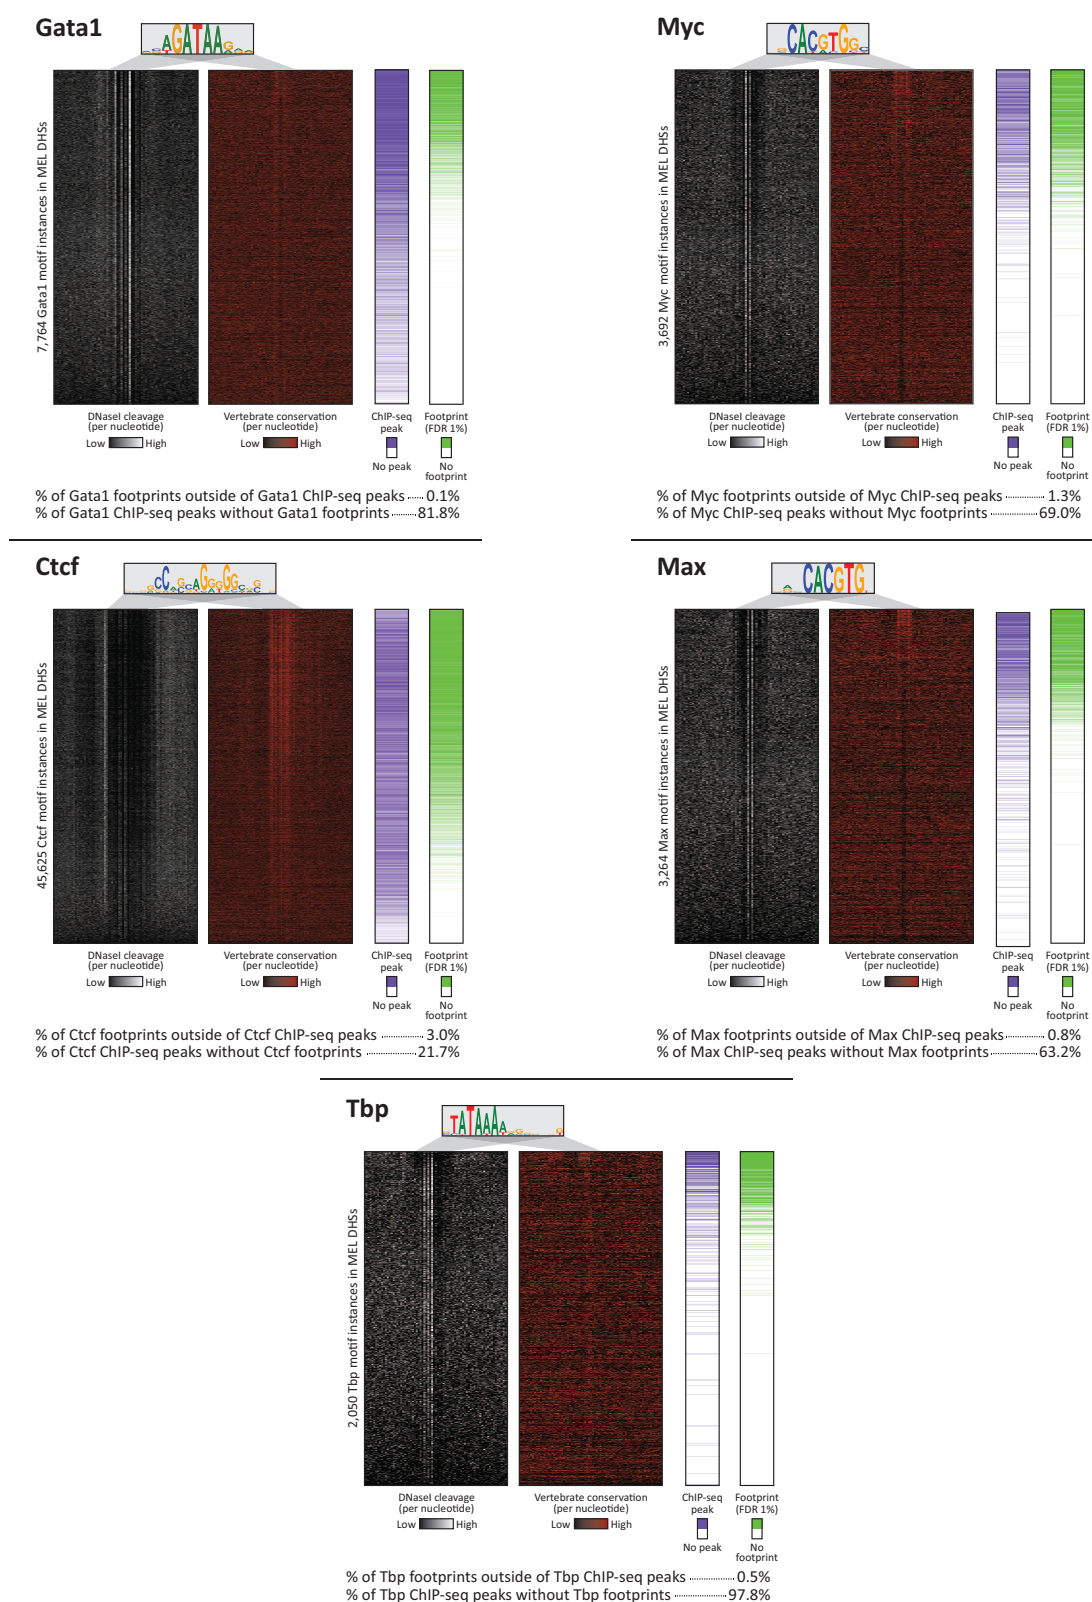 Gata1
AGATAAG
7,764 Gata1 motif instances in MEL DHSs
DNaseI cleavage
(per nucleotide)
Low High
Vertebrate conservation
(per nucleotide)
Low High
ChIP-seq
peak
No peak
Footprint
(FDR 1%)
No
footprint
% of Gata1 footprints outside of Gata1 ChIP-seq peaks 0.1%
% of Gata1 ChIP-seq peaks without Gata1 footprints 81.8%
Myc
CACGTGG
3,692 Myc motif instances in MEL DHSs
DNaseI cleavage
(per nucleotide)
Low High
Vertebrate conservation
(per nucleotide)
Low High
ChIP-seq
peak
No peak
Footprint
(FDR 1%)
No
footprint
% of Myc footprints outside of Myc ChIP-seq peaks 1.3%
% of Myc ChIP-seq peaks without Myc footprints 69.0%
Ctcf
45,625 Ctcf motif instances in MEL DHSs
DNaseI cleavage
(per nucleotide)
Low High
Vertebrate conservation
(per nucleotide)
Low High
ChIP-seq
peak
No peak
Footprint
(FDR 1%)
No
footprint
% of Ctcf footprints outside of Ctcf ChIP-seq peaks 3.0%
% of Ctcf ChIP-seq peaks without Ctcf footprints 21.7%
Max
CACGTG
3,264 Max motif instances in MEL DHSs
DNaseI cleavage
(per nucleotide)
Low High
Vertebrate conservation
(per nucleotide)
Low High
ChIP-seq
peak
No peak
Footprint
(FDR 1%)
No
footprint
% of Max footprints outside of Max ChIP-seq peaks 0.8%
% of Max ChIP-seq peaks without Max footprints 63.2%
Tbp
TATAAAA
2,050 Tbp motif instances in MEL DHSs
DNaseI cleavage
(per nucleotide)
Low High
Vertebrate conservation
(per nucleotide)
Low High
ChIP-seq
peak
No peak
Footprint
(FDR 1%)
No
footprint
% of Tbp footprints outside of Tbp ChIP-seq peaks 0.5%
% of Tbp ChIP-seq peaks without Tbp footprints 97.8%